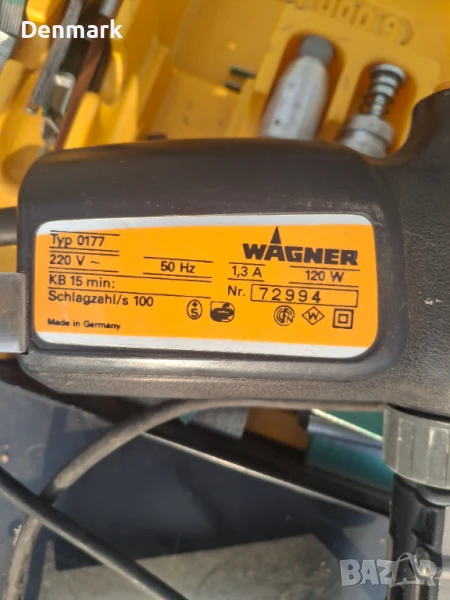 Denmark
Typ 0177
WAGNER
220 V ~ 50 Hz 1,3 A 120 W
KB 15 min:
Nr. 72994
Schlagzahl/s 100
Made in Germany
BAZAR